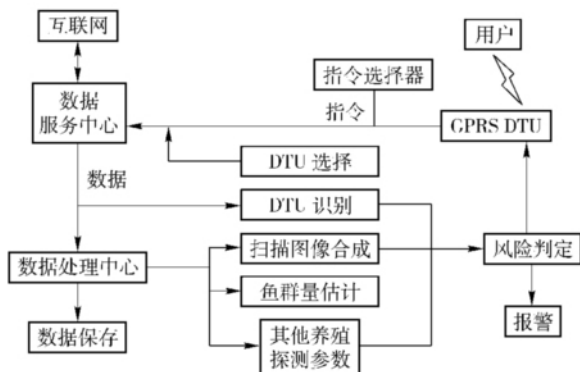 互联网
用户
指令选择器
数据
服务中心
指令
GPRS DTU
DTU 选择
数据
DTU 识别
扫描图像合成
风险判定
数据处理中心
鱼群量估计
报警
数据保存
其他养殖
探测参数